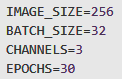 IMAGE_SIZE=256
BATCH_SIZE=32
CHANNELS=3
EPOCHS=30